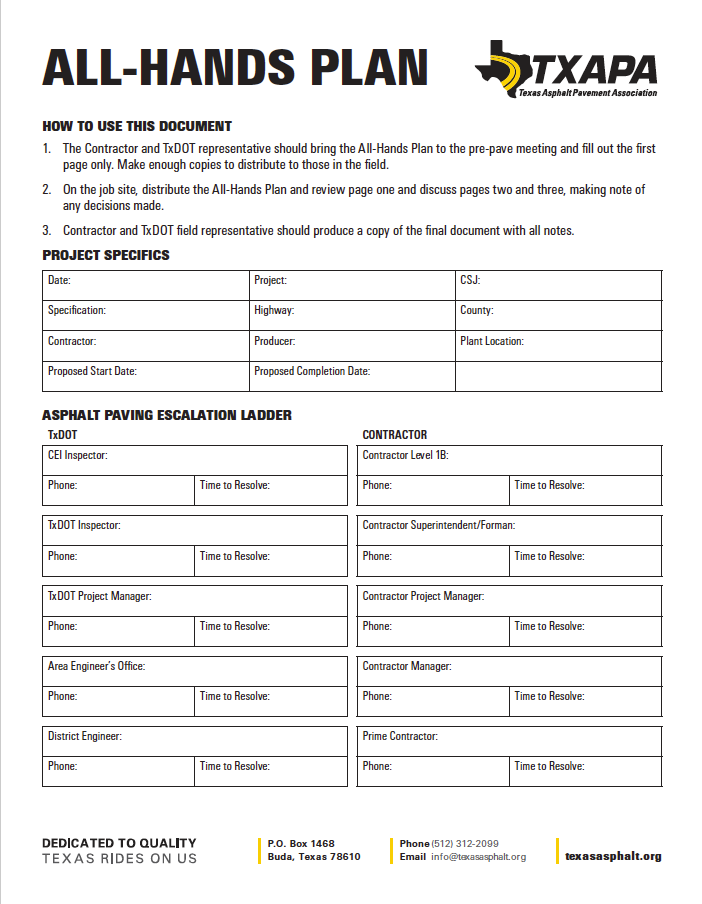 ALL-HANDS PLAN
TXAPA
Texas Asphalt Pavement Association
HOW TO USE THIS DOCUMENT
1. The Contractor and TxDOT representative should bring the All-Hands Plan to the pre-pave meeting and fill out the first
page only. Make enough copies to distribute to those in the field.
2. On the job site, distribute the All-Hands Plan and review page one and discuss pages two and three, making note of
any decisions made.
3. Contractor and TxDOT field representative should produce a copy of the final document with all notes.
PROJECT SPECIFICS
Date: Project: CSJ:
Specification: Highway: County:
Contractor: Producer: Plant Location:
Proposed Start Date: Proposed Completion Date:
ASPHALT PAVING ESCALATION LADDER
TxDOT CONTRACTOR
CEI Inspector: Contractor Level 1B:
Phone: Time to Resolve: Phone: Time to Resolve:
TxDOT Inspector: Contractor Superintendent/Forman:
Phone: Time to Resolve: Phone: Time to Resolve:
TxDOT Project Manager: Contractor Project Manager:
Phone: Time to Resolve: Phone: Time to Resolve:
Area Engineer's Office: Contractor Manager:
Phone: Time to Resolve: Phone: Time to Resolve:
District Engineer: Prime Contractor:
Phone: Time to Resolve: Phone: Time to Resolve:
DEDICATED TO QUALITY
TEXAS RIDES ON US
P.O. Box 1468
Buda, Texas 78610
Phone (512) 312-2099
Email info@texasasphalt.org
texasasphalt.org